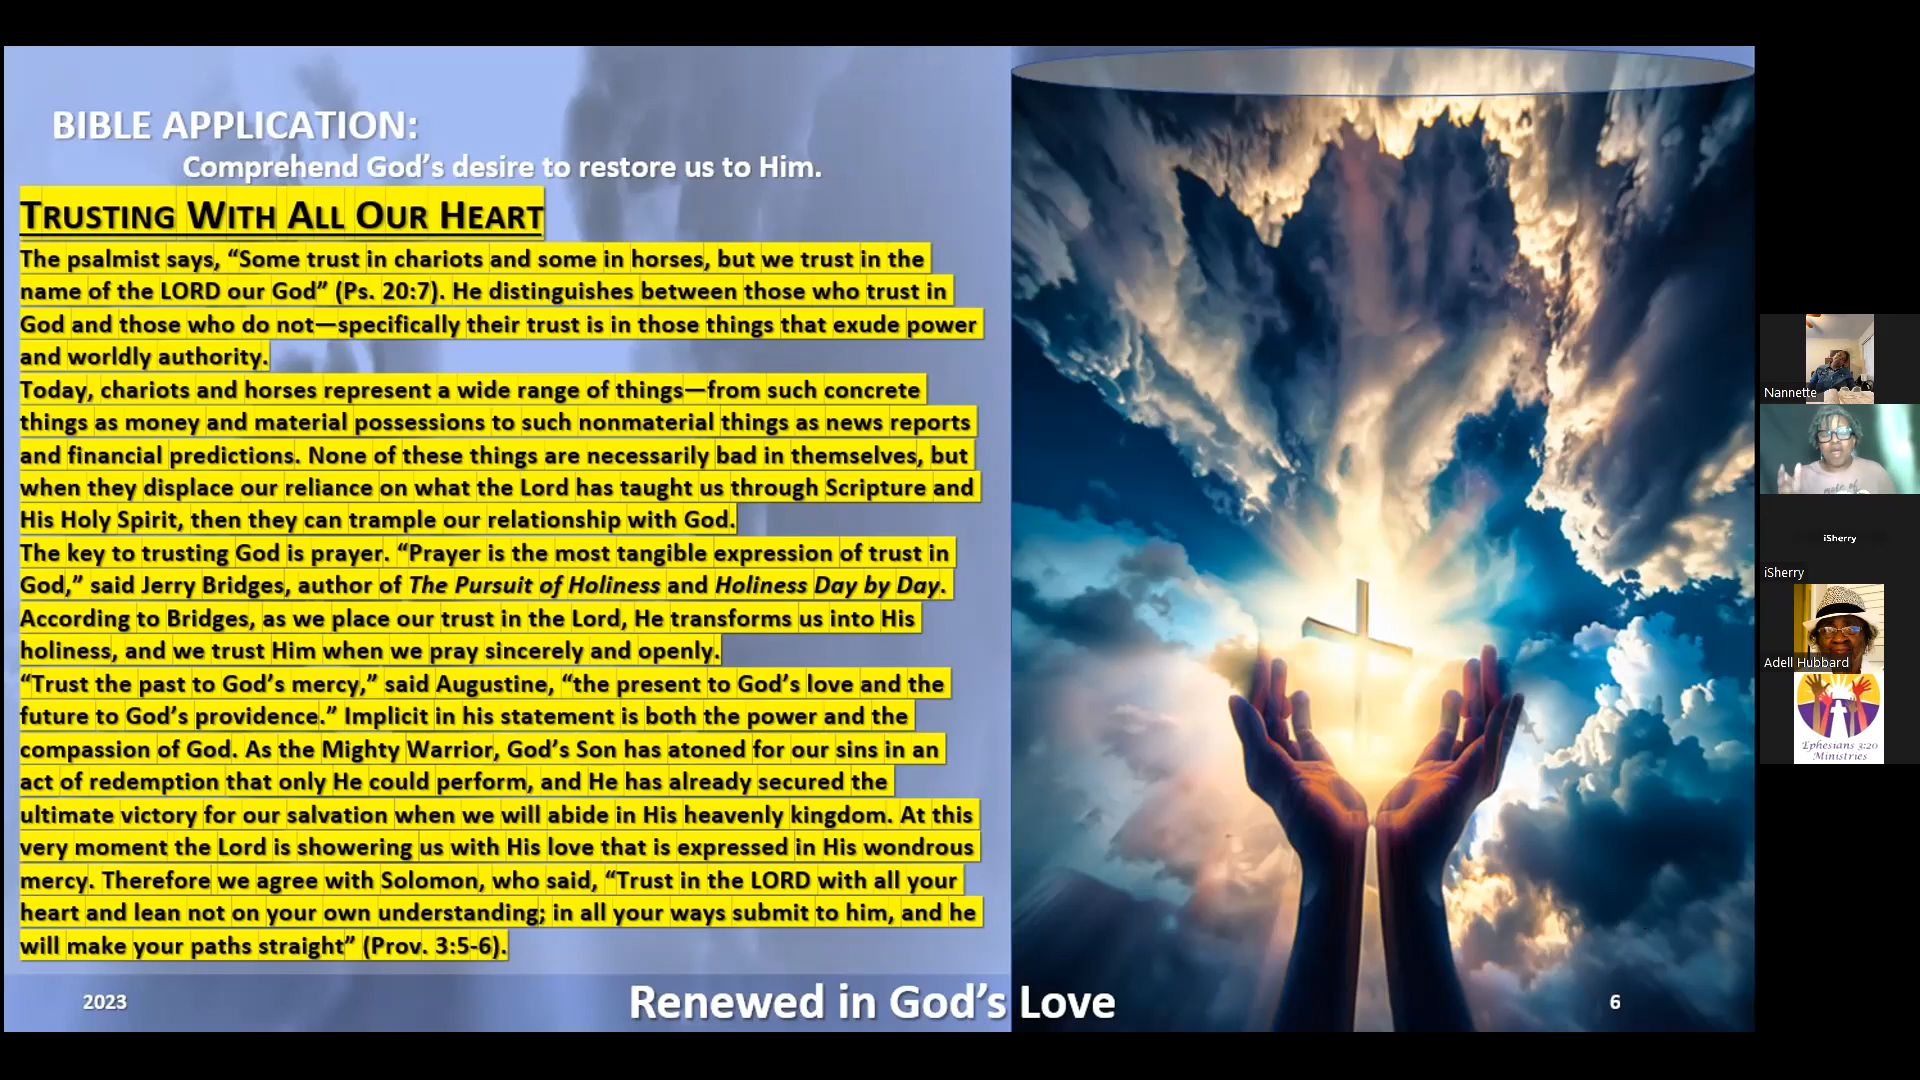 BIBLE APPLICATION:
Comprehend God’s desire to restore us to Him.
TRUSTING WITH ALL OUR HEART
The psalmist says, “Some trust in chariots and some in horses, but we trust in the
name of the LORD our God” (Ps. 20:7). He distinguishes between those who trust in
God and those who do not—specifically their trust is in those things that exude power
and worldly authority.
Today, chariots and horses represent a wide range of things—from such concrete
things as money and material possessions to such nonmaterial things as news reports
and financial predictions. None of these things are necessarily bad in themselves, but
when they displace our reliance on what the Lord has taught us through Scripture and
His Holy Spirit, then they can trample our relationship with God.
The key to trusting God is prayer. “Prayer is the most tangible expression of trust in
God,” said Jerry Bridges, author of The Pursuit of Holiness and Holiness Day by Day.
According to Bridges, as we place our trust in the Lord, He transforms us into His
holiness, and we trust Him when we pray sincerely and openly.
“Trust the past to God’s mercy,” said Augustine, “the present to God’s love and the
future to God’s providence.” Implicit in his statement is both the power and the
compassion of God. As the Mighty Warrior, God’s Son has atoned for our sins in an
act of redemption that only He could perform, and He has already secured the
ultimate victory for our salvation when we will abide in His heavenly kingdom. At this
very moment the Lord is showering us with His love that is expressed in His wondrous
mercy. Therefore we agree with Solomon, who said, “Trust in the LORD with all your
heart and lean not on your own understanding; in all your ways submit to him, and he
will make your paths straight” (Prov. 3:5-6).
2023
Renewed in God’s Love
6
Nannette
made of
iSherry
iSherry
Adell Hubbard
Ephesians 3:20
Ministries